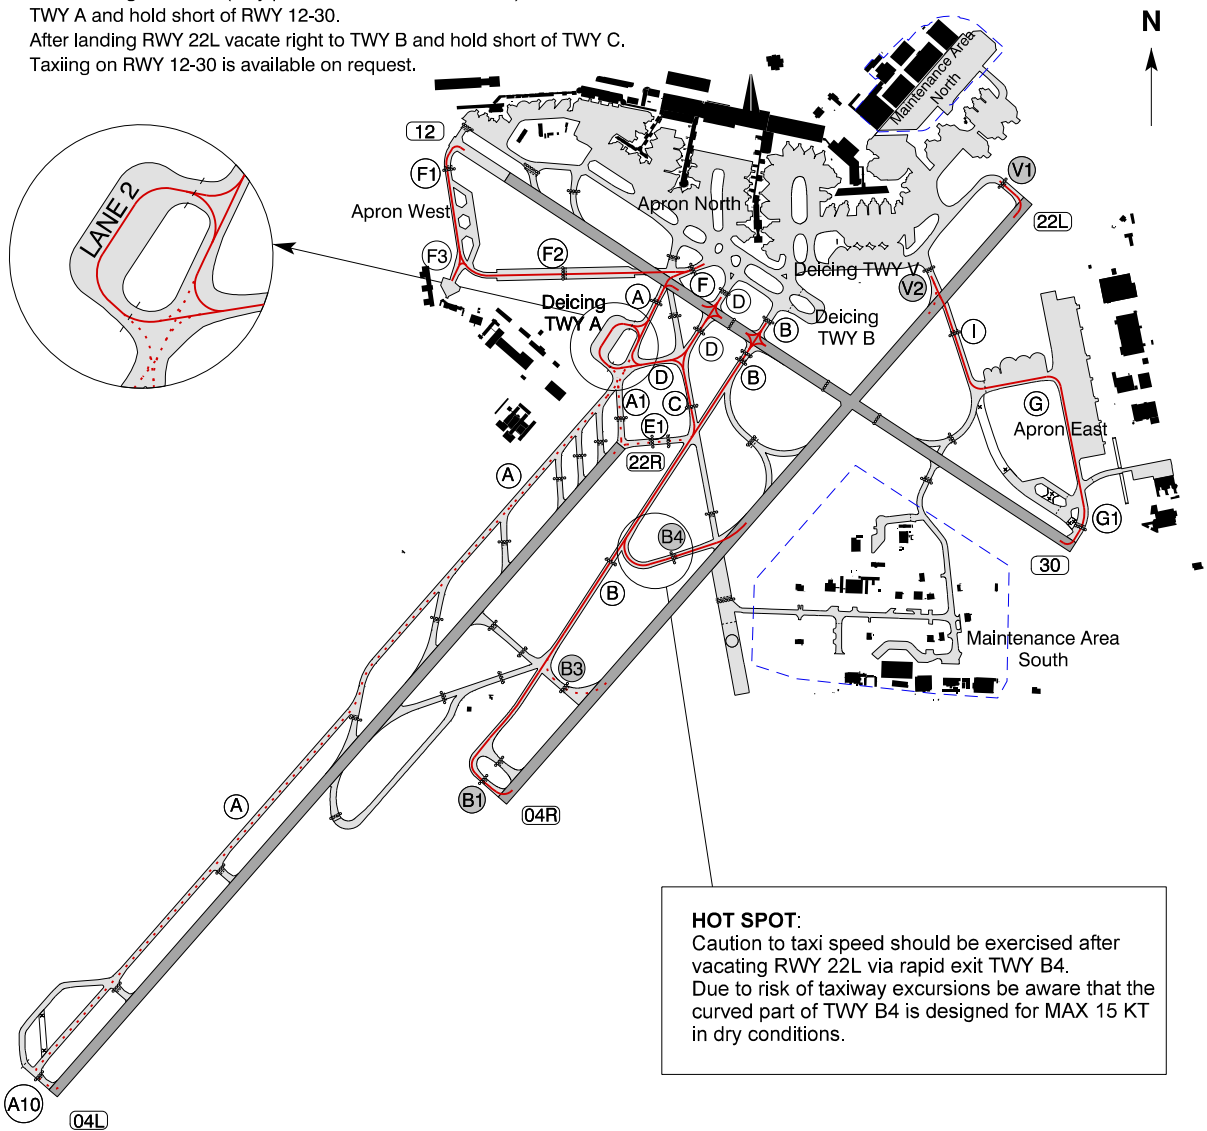 TWY A and hold short of RWY 12-30.
After landing RWY 22L vacate right to TWY B and hold short of TWY C.
Taxiing on RWY 12-30 is available on request.
N
Maintenance Area
North
12
F1
V1
Apron West
Apron North
22L
F3
F2
Deicing TWY V
V2
F
A
D
Deicing
TWY A
Deicing
TWY B
B
LANE 2
I
D
B
D
A1
C
G
E1
Apron East
22R
A
G1
B4
30
B
Maintenance Area
South
B3
A
B1
04R
HOT SPOT:
Caution to taxi speed should be exercised after
vacating RWY 22L via rapid exit TWY B4.
Due to risk of taxiway excursions be aware that the
curved part of TWY B4 is designed for MAX 15 KT
in dry conditions.
A10
04L